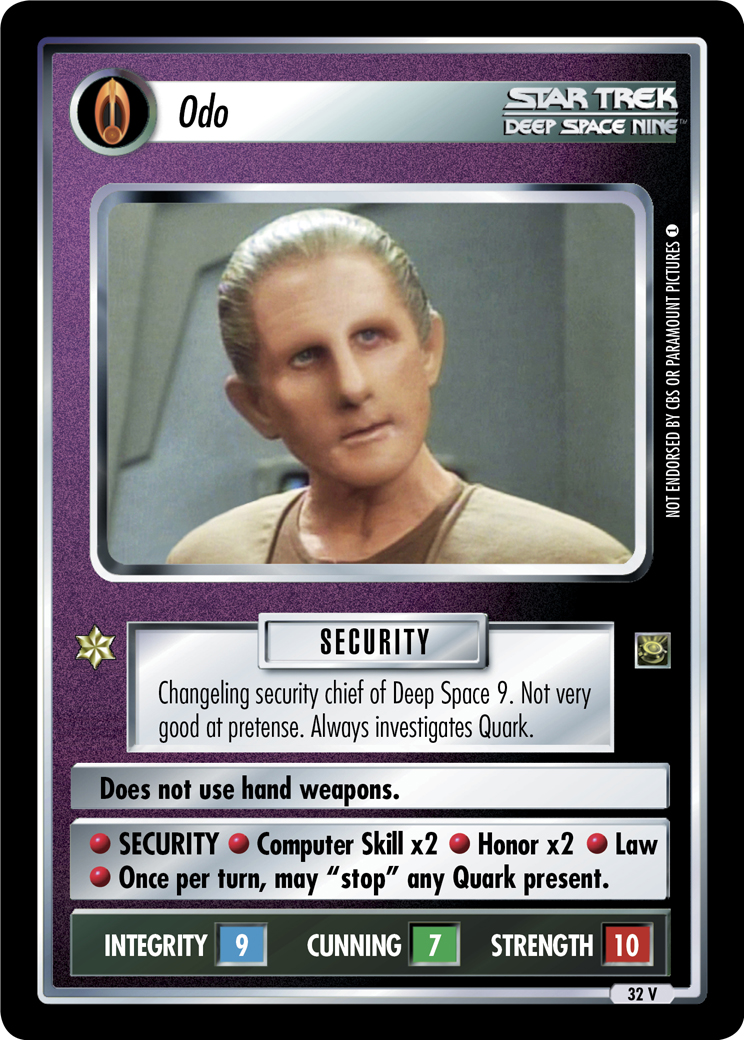 Odo
STAR TREK
DEEP SPACE NINE™
NOT ENDORSED BY CBS OR PARAMOUNT PICTURES 1
SECURITY
Changeling security chief of Deep Space 9. Not very
good at pretense. Always investigates Quark.
Does not use hand weapons.
• SECURITY • Computer Skill x2 • Honor x2 • Law
• Once per turn, may “stop” any Quark present.
INTEGRITY 9 CUNNING 7 STRENGTH 10
32 V